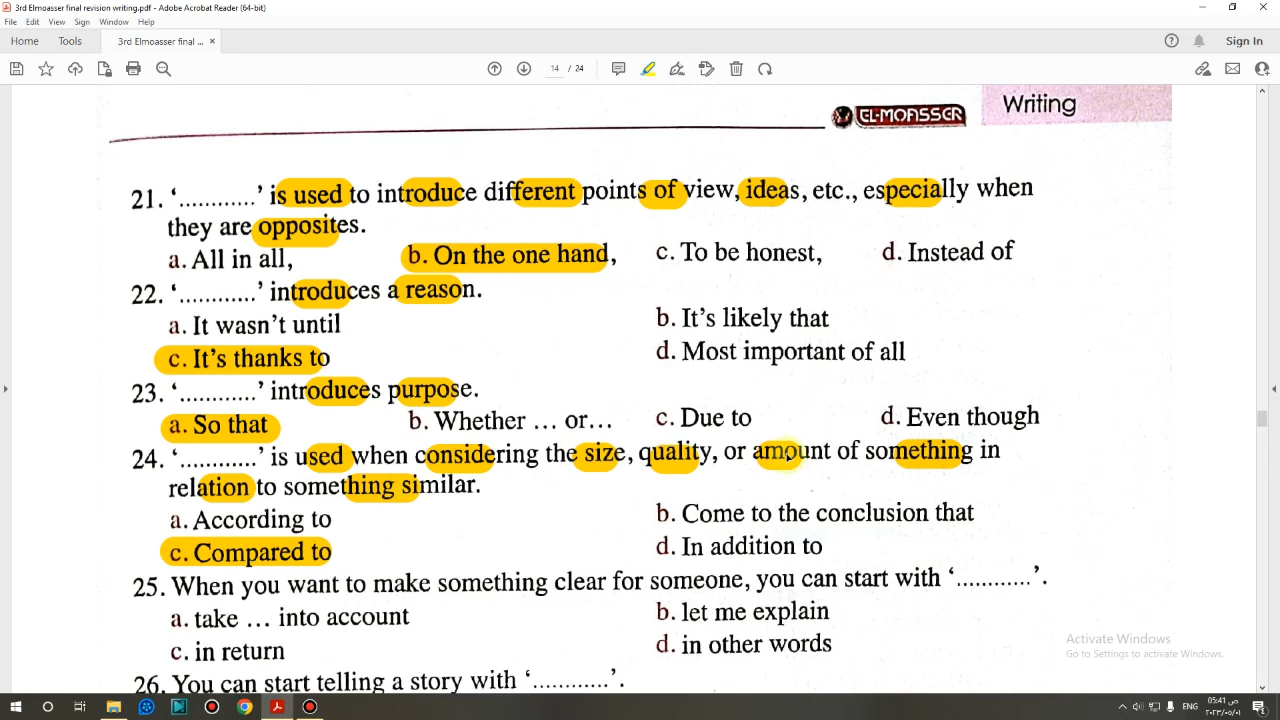 3rd Elmoasser final revision writing.pdf - Adobe Acrobat Reader (64-bit)
File Edit View Sign Window Help
Home Tools 3rd Elmoasser final ... × Sign In
14 / 24
EL-MOASSER Writing
21. ‘............’ is used to introduce different points of view, ideas, etc., especially when
they are opposites.
a. All in all, b. On the one hand, c. To be honest, d. Instead of
22. ‘............’ introduces a reason.
a. It wasn’t until b. It’s likely that
c. It’s thanks to d. Most important of all
23. ‘............’ introduces purpose.
a. So that b. Whether ... or... c. Due to d. Even though
24. ‘............’ is used when considering the size, quality, or amount of something in
relation to something similar.
a. According to b. Come to the conclusion that
c. Compared to d. In addition to
25. When you want to make something clear for someone, you can start with ‘............’.
a. take ... into account b. let me explain
c. in return d. in other words
26. You can start telling a story with ‘............’.
Activate Windows
Go to Settings to activate Windows.
ENG 05:41 ص
٢٠٢٣/٠٥/٠١